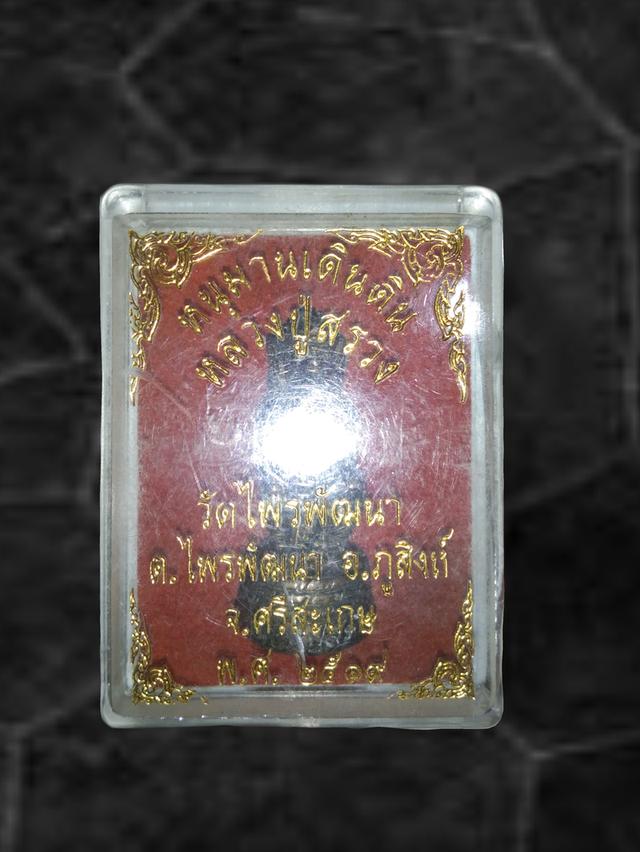 หนุมานเดินดิน
หลวงปู่สรวง
วัดไพรพัฒนา
ต.ไพรพัฒนา อ.ภูสิงห์
จ.ศรีสะเกษ
พ.ศ. ๒๕๑๙